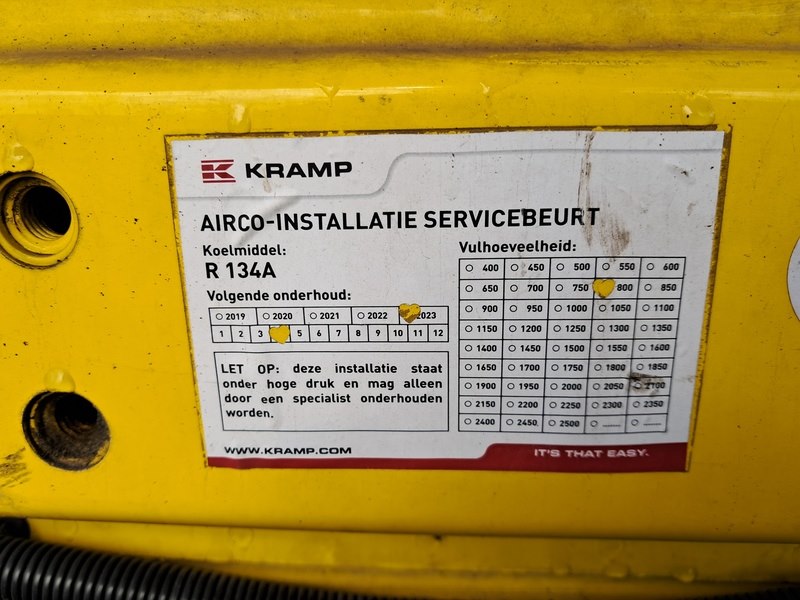 KRAMP
AIRCO-INSTALLATIE SERVICEBEURT
Koelmiddel:
R 134A
Volgende onderhoud:
2019 2020 2021 2022 2023
1 2 3 5 6 7 8 9 10 11 12
LET OP: deze installatie staat
onder hoge druk en mag alleen
door een specialist onderhouden
worden.
Vulhoeveelheid:
400 450 500 550 600
650 700 750 800 850
900 950 1000 1050 1100
1150 1200 1250 1300 1350
1400 1450 1500 1550 1600
1650 1700 1750 1800 1850
1900 1950 2000 2050 2100
2150 2200 2250 2300 2350
2400 2450 2500 ........ ........
WWW.KRAMP.COM
IT'S THAT EASY.